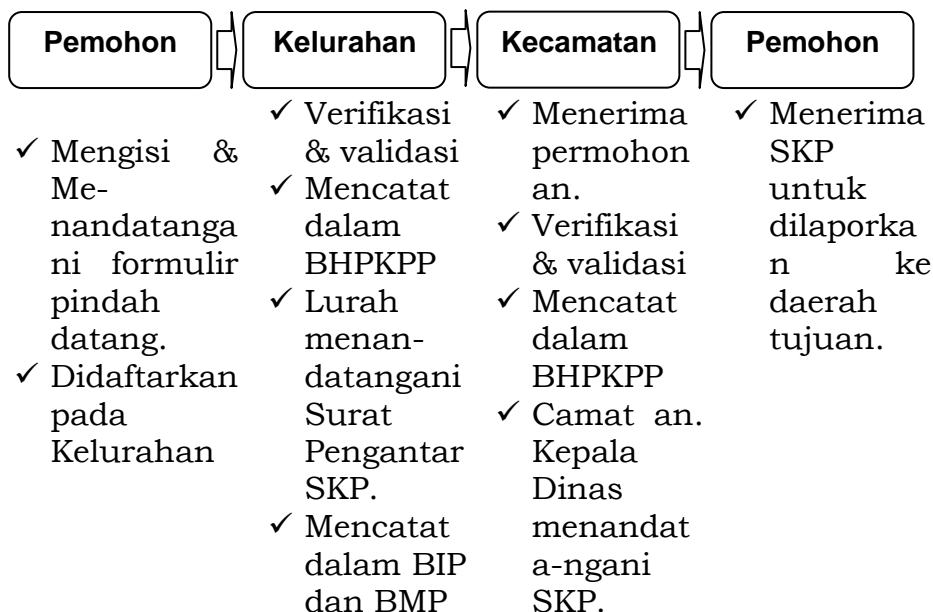 Pemohon
Kelurahan
Kecamatan
Pemohon
✓ Mengisi &
Me-
nandatanga
ni formulir
pindah
datang.
✓ Didaftarkan
pada
Kelurahan
✓ Verifikasi
& validasi
✓ Mencatat
dalam
BHPKPP
✓ Lurah
menan-
datangani
Surat
Pengantar
SKP.
✓ Mencatat
dalam BIP
dan BMP
✓ Menerima
permohon
an.
✓ Verifikasi
& validasi
✓ Mencatat
dalam
BHPKPP
✓ Camat an.
Kepala
Dinas
menandat
a-ngani
SKP.
✓ Menerima
SKP
untuk
dilaporka
n ke
daerah
tujuan.